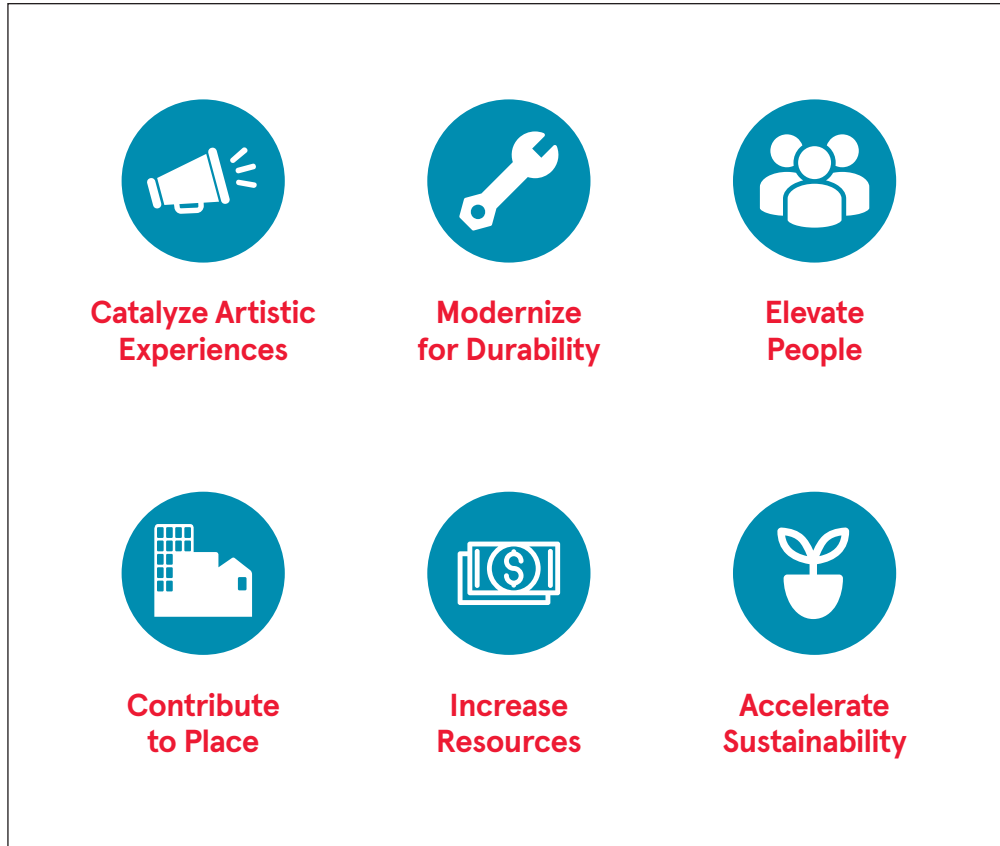 Catalyze Artistic
Experiences
Modernize
for Durability
Elevate
People
Contribute
to Place
$
Increase
Resources
Accelerate
Sustainability